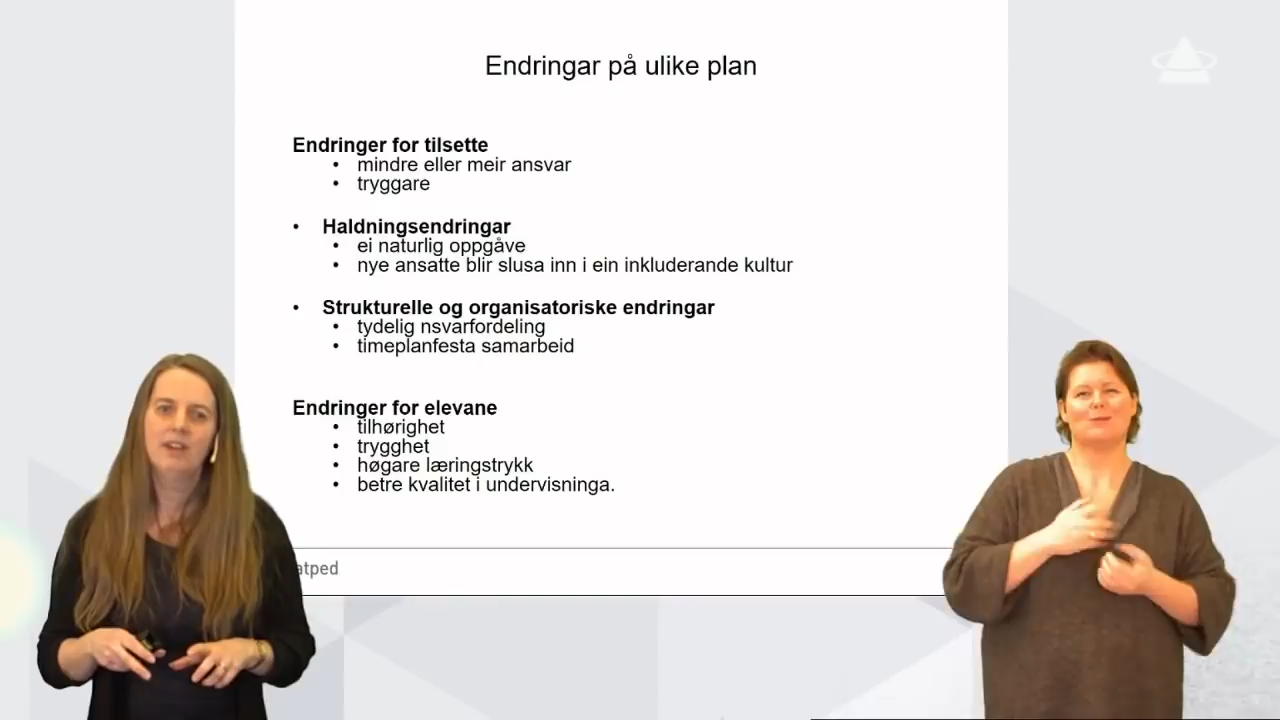 Endringar på ulike plan
Endringer for tilsette
• mindre eller meir ansvar
• tryggare
• Haldningsendringar
• ei naturlig oppgåve
• nye ansatte blir slusa inn i ein inkluderande kultur
• Strukturelle og organisatoriske endringar
• tydelig nsvarfordeling
• timeplanfesta samarbeid
Endringer for elevane
• tilhørighet
• trygghet
• høgare læringstrykk
• betre kvalitet i undervisninga.
atped